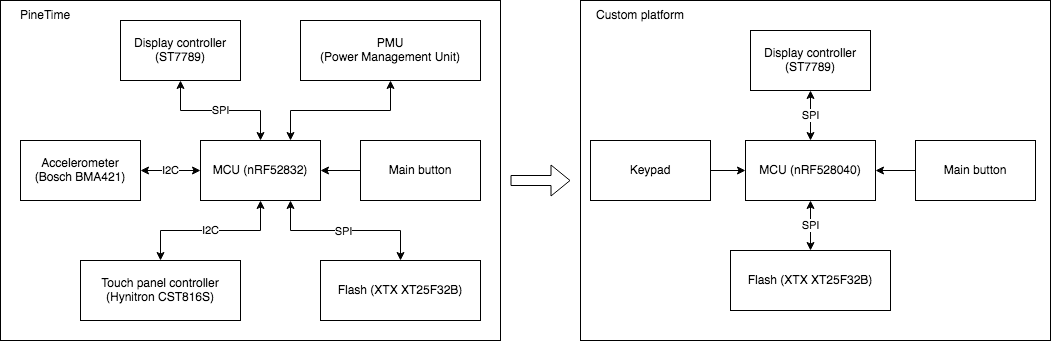 PineTime
Display controller
(ST7789)
PMU
(Power Management Unit)
SPI
Accelerometer
(Bosch BMA421)
I2C
MCU (nRF52832)
Main button
I2C
SPI
Touch panel controller
(Hynitron CST816S)
Flash (XTX XT25F32B)
Custom platform
Display controller
(ST7789)
SPI
Keypad
MCU (nRF528040)
Main button
SPI
Flash (XTX XT25F32B)